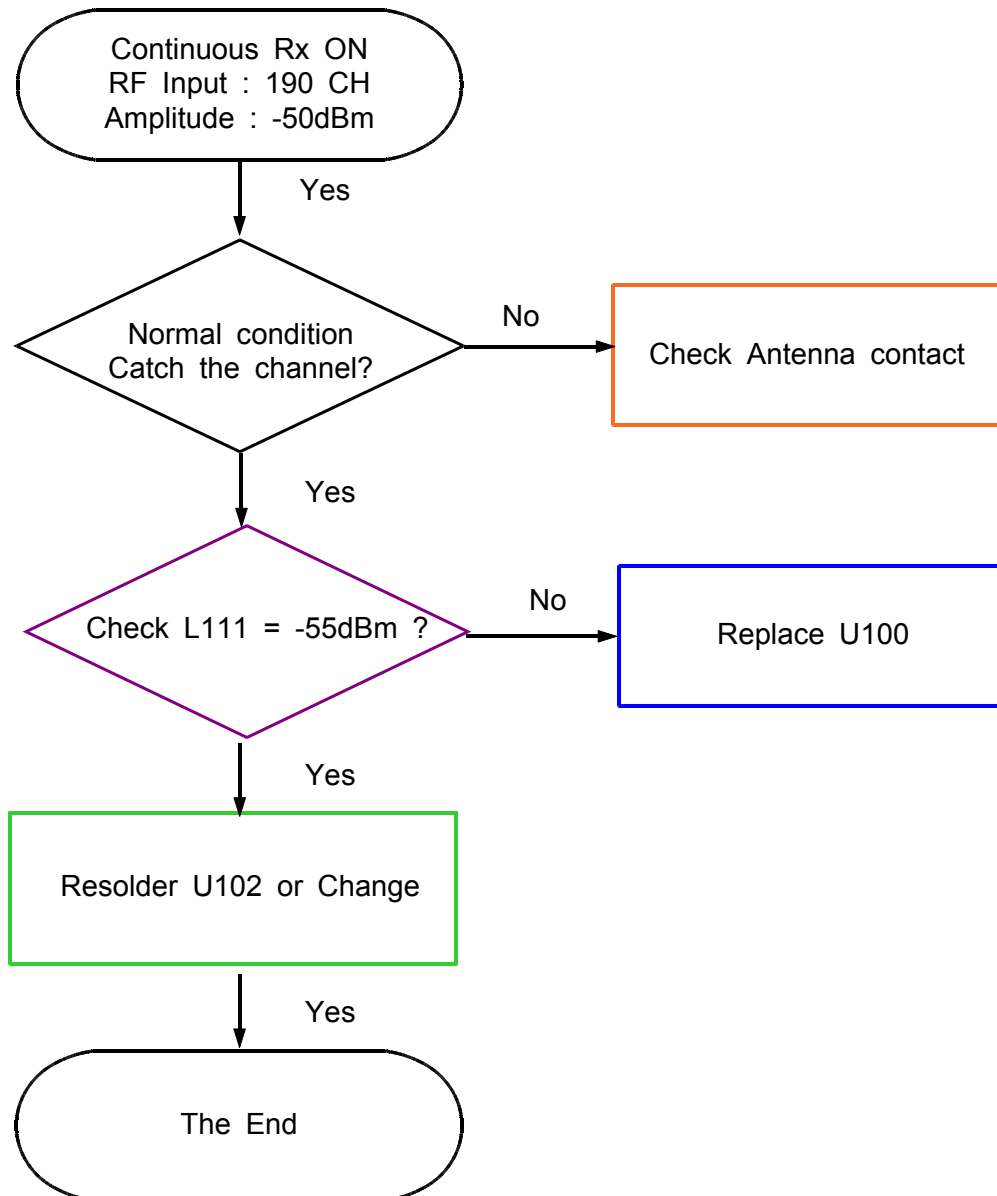 Continuous Rx ON
RF Input : 190 CH
Amplitude : -50dBm
Yes
Normal condition
Catch the channel?
No
Check Antenna contact
Yes
Check L111 = -55dBm ?
No
Replace U100
Yes
Resolder U102 or Change
Yes
The End